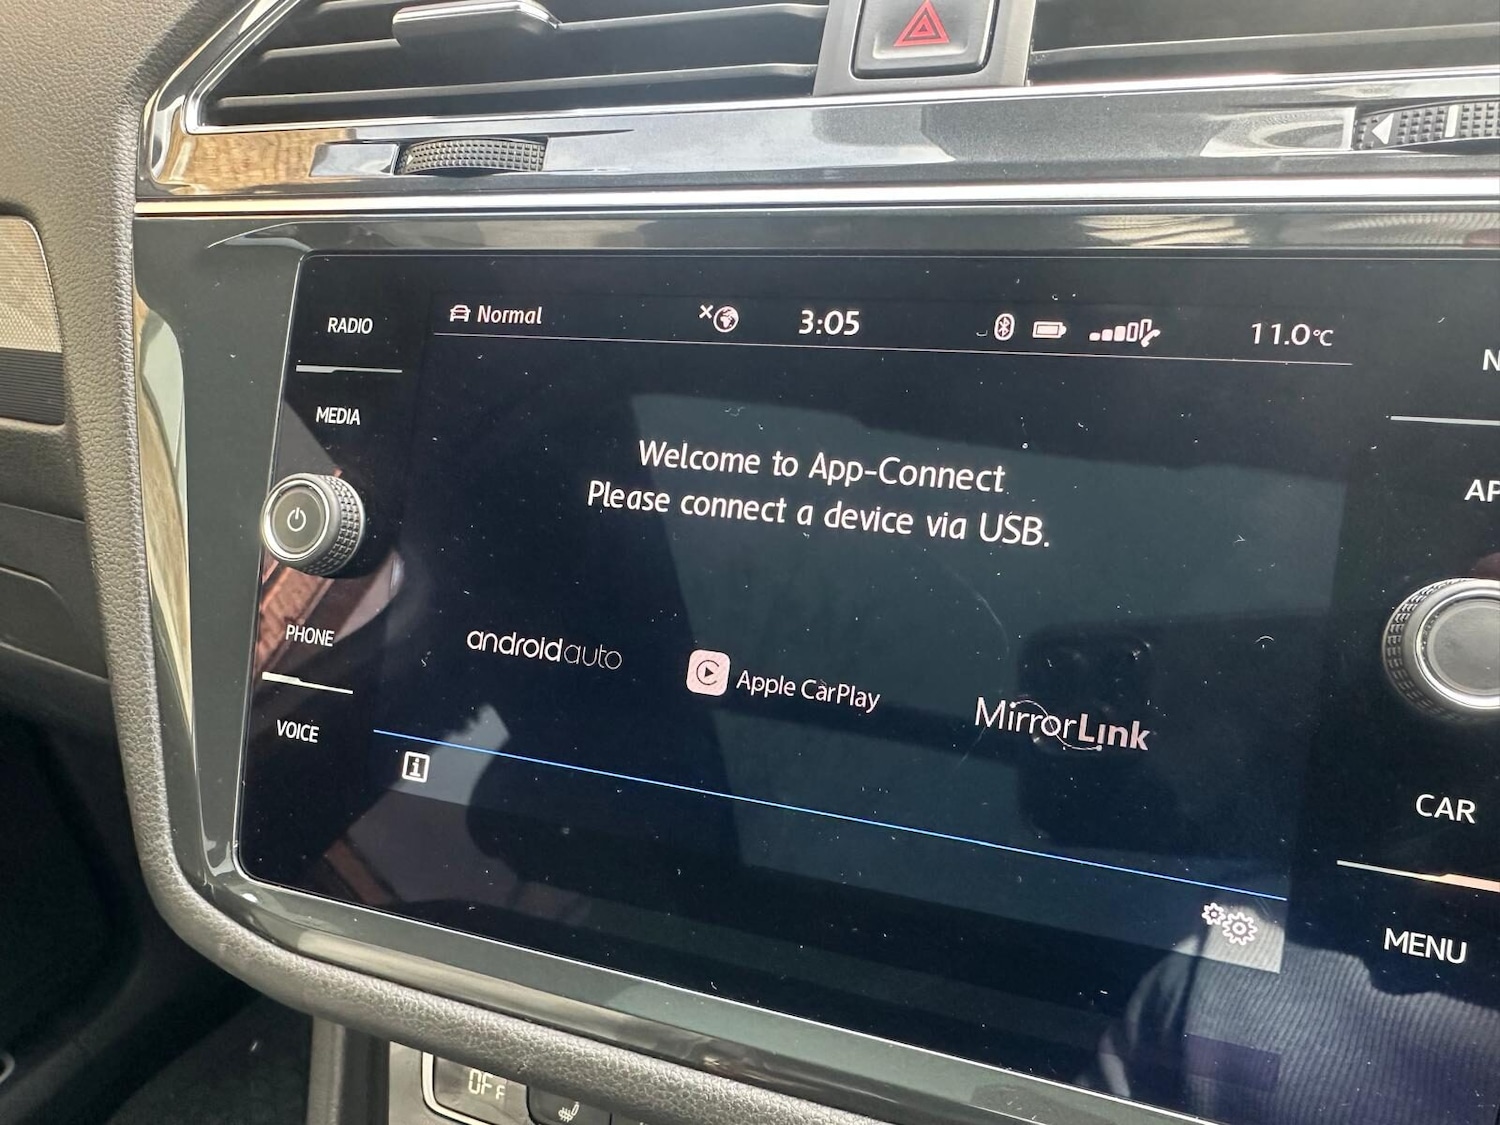 RADIO
MEDIA
PHONE
VOICE
Normal
3:05
11.0°C
Welcome to App-Connect
Please connect a device via USB.
androidauto
Apple CarPlay
MirrorLink
i
CAR
MENU
OFF